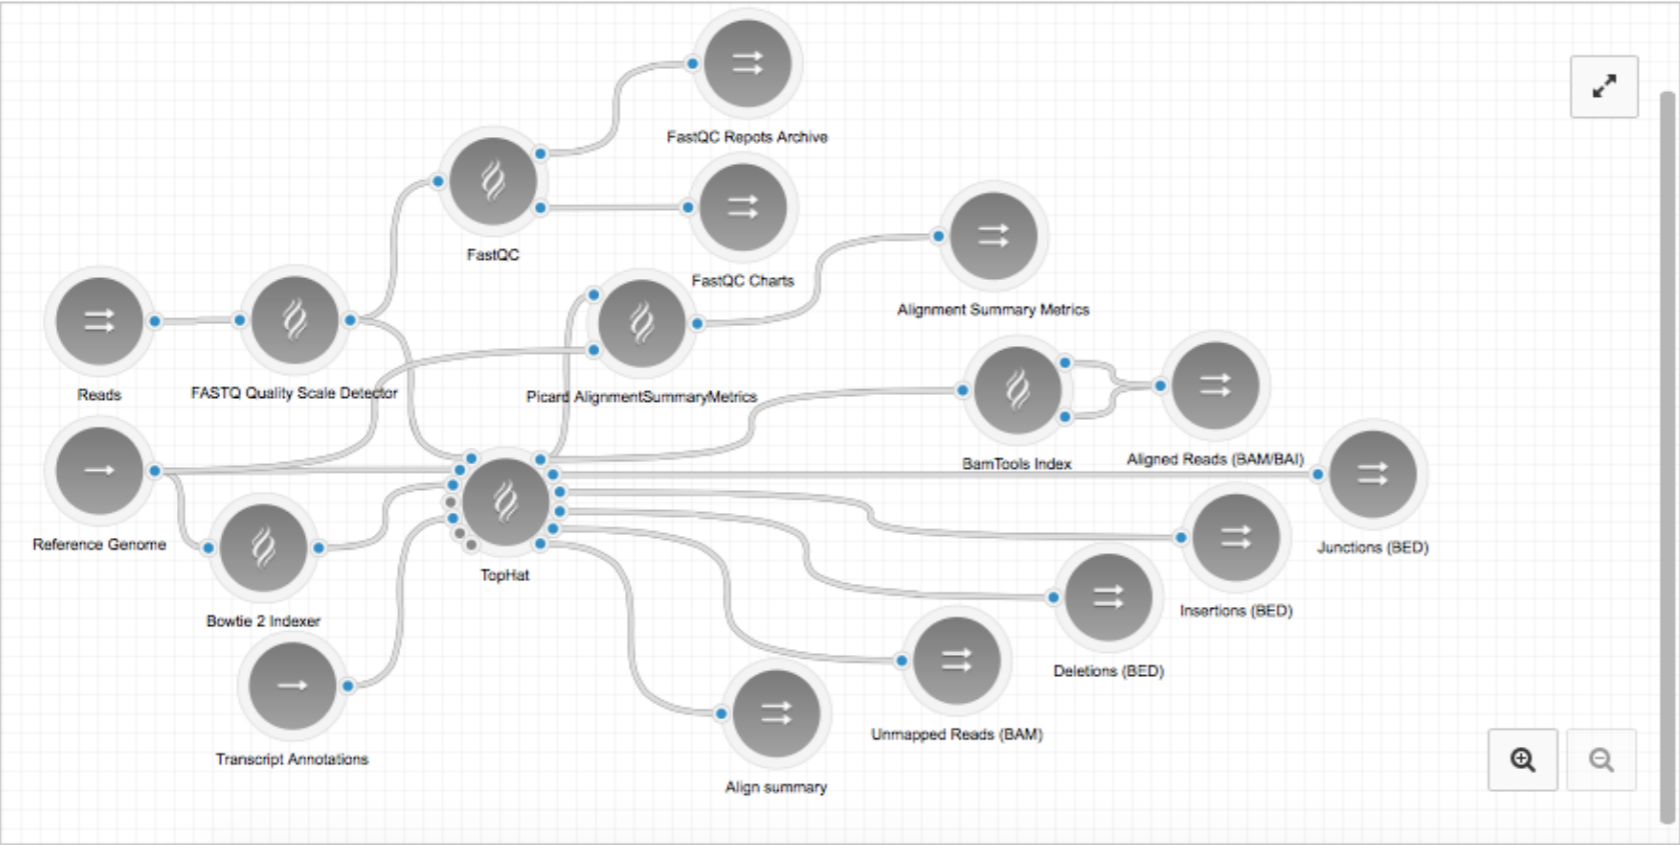 FastQC Repots Archive
FastQC
FastQC Charts
Alignment Summary Metrics
Reads
FASTQ Quality Scale Detector
Picard AlignmentSummaryMetrics
BamTools Index
Aligned Reads (BAM/BAI)
Reference Genome
TopHat
Junctions (BED)
Bowtie 2 Indexer
Insertions (BED)
Deletions (BED)
Transcript Annotations
Unmapped Reads (BAM)
Align summary